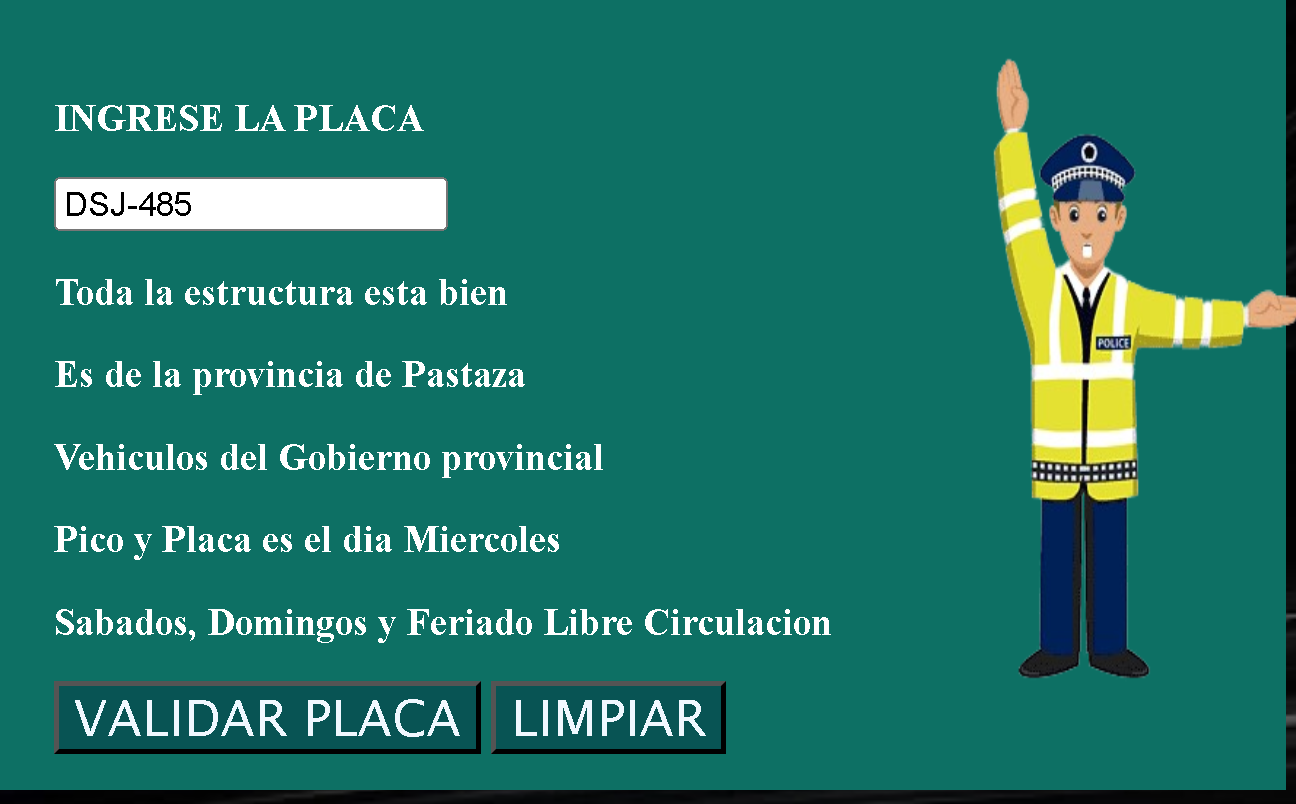 INGRESE LA PLACA
DSJ-485
Toda la estructura esta bien
Es de la provincia de Pastaza
POLICE
Vehiculos del Gobierno provincial
Pico y Placa es el dia Miercoles
Sabados, Domingos y Feriado Libre Circulacion
VALIDAR PLACA LIMPIAR